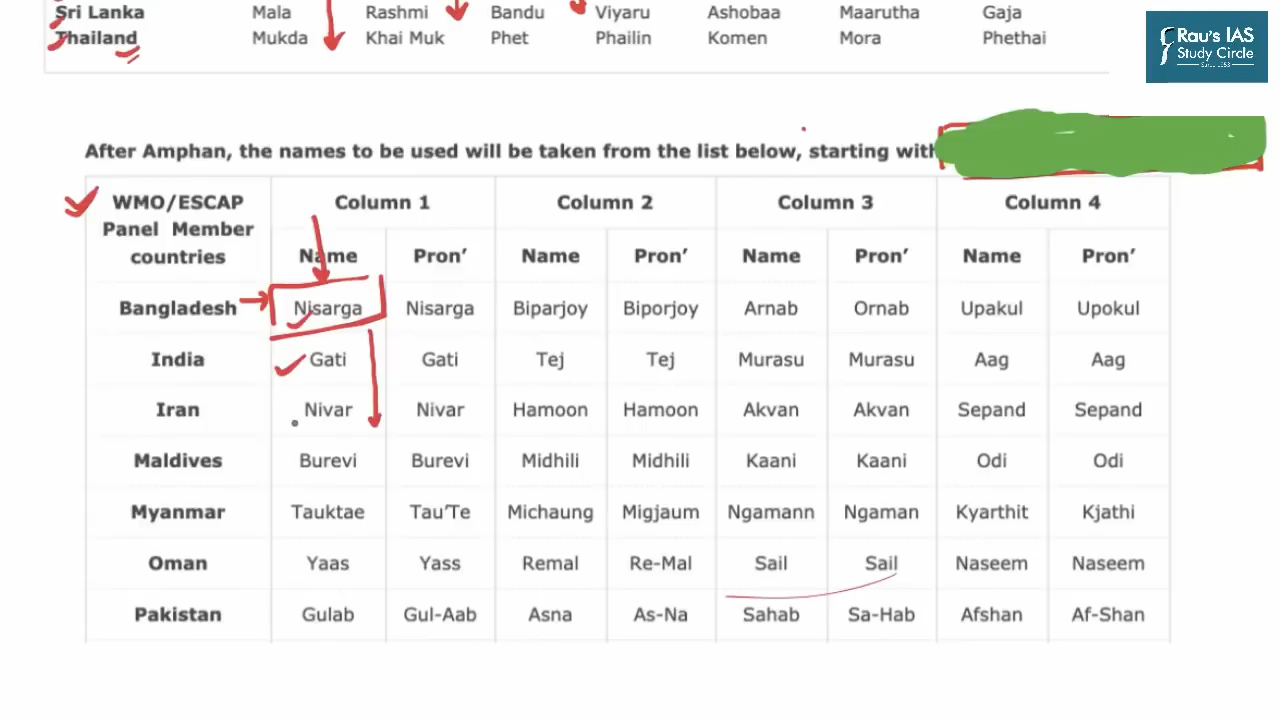 Sri Lanka Mala Rashmi Bandu Viyaru Ashobaa Maarutha Gaja
Thailand Mukda Khai Muk Phet Phailin Komen Mora Phethai
Rau's IAS
Study Circle
After Amphan, the names to be used will be taken from the list below, starting with
WMO/ESCAP Panel Member countries Column 1 Column 2 Column 3 Column 4
Name Pron’ Name Pron’ Name Pron’ Name Pron’
Bangladesh Nisarga Nisarga Biparjoy Biporjoy Arnab Ornab Upakul Upokul
India Gati Gati Tej Tej Murasu Murasu Aag Aag
Iran Nivar Nivar Hamoon Hamoon Akvan Akvan Sepand Sepand
Maldives Burevi Burevi Midhili Midhili Kaani Kaani Odi Odi
Myanmar Tauktae Tau’Te Michaung Migjaum Ngamann Ngaman Kyarthit Kjathi
Oman Yaas Yass Remal Re-Mal Sail Sail Naseem Naseem
Pakistan Gulab Gul-Aab Asna As-Na Sahab Sa-Hab Afshan Af-Shan